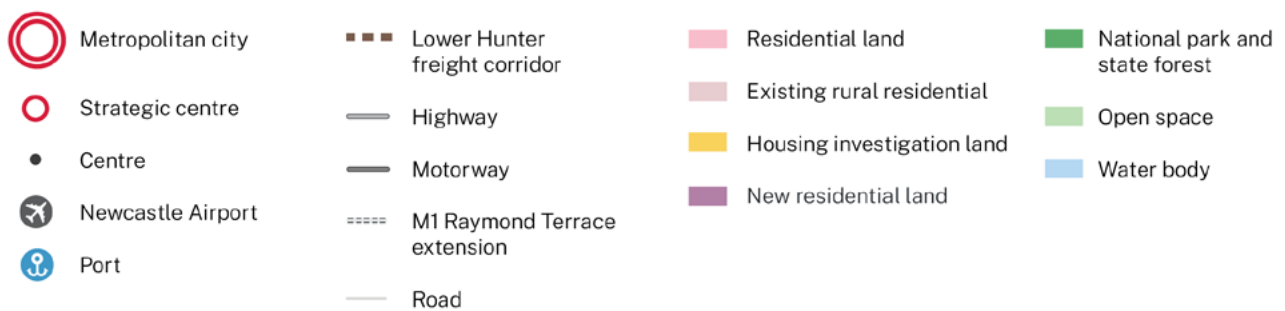 Metropolitan city
Strategic centre
Centre
Newcastle Airport
Port
Lower Hunter
freight corridor
Highway
Motorway
M1 Raymond Terrace
extension
Road
Residential land
Existing rural residential
Housing investigation land
New residential land
National park and
state forest
Open space
Water body